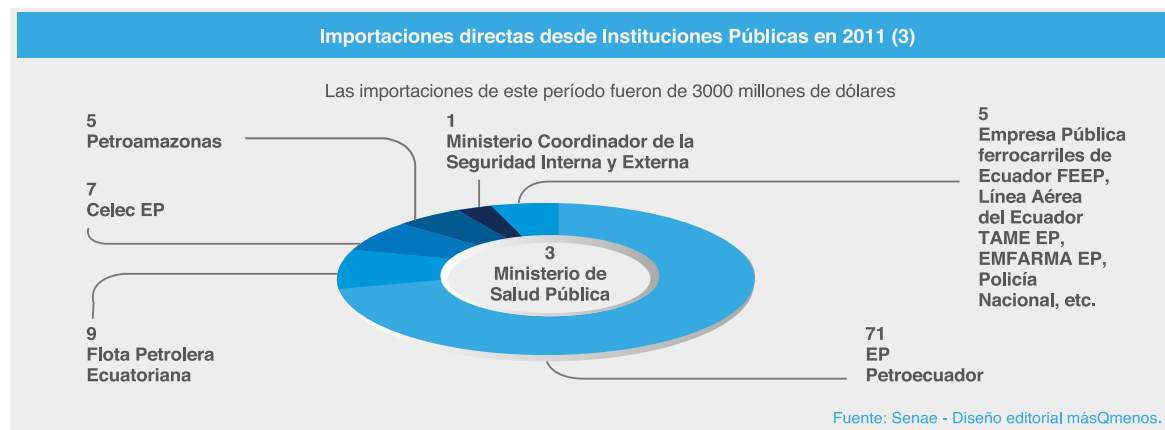 Importaciones directas desde Instituciones Públicas en 2011 (3)
Las importaciones de este período fueron de 3000 millones de dólares
5
Petroamazonas
1
Ministerio Coordinador de la
Seguridad Interna y Externa
5
Empresa Pública
ferrocarriles de
Ecuador FEEP,
Línea Aérea
del Ecuador
TAME EP,
EMFARMA EP,
Policía
Nacional, etc.
7
Celec EP
3
Ministerio de
Salud Pública
9
Flota Petrolera
Ecuatoriana
71
EP
Petroecuador
Fuente: Senae - Diseño editorial másQmenos.